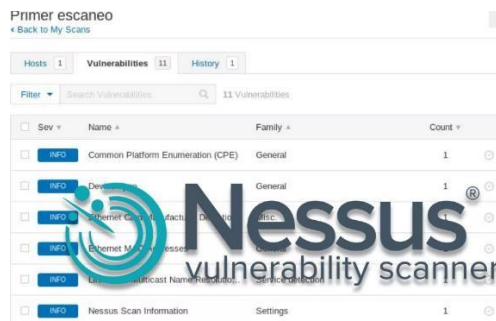 Primer escaneo
Back to My Scans
Hosts 1 Vulnerabilities 11 History 1
Filter Search Vulnerabilities 11 Vulnerabilities
Sev Name Family Count
INFO Common Platform Enumeration (CPE) General 1
INFO General 1
INFO Misc. 1
INFO Ethernet
INFO Service detection
INFO Nessus Scan Information Settings 1
Nessus®
vulnerability scanner